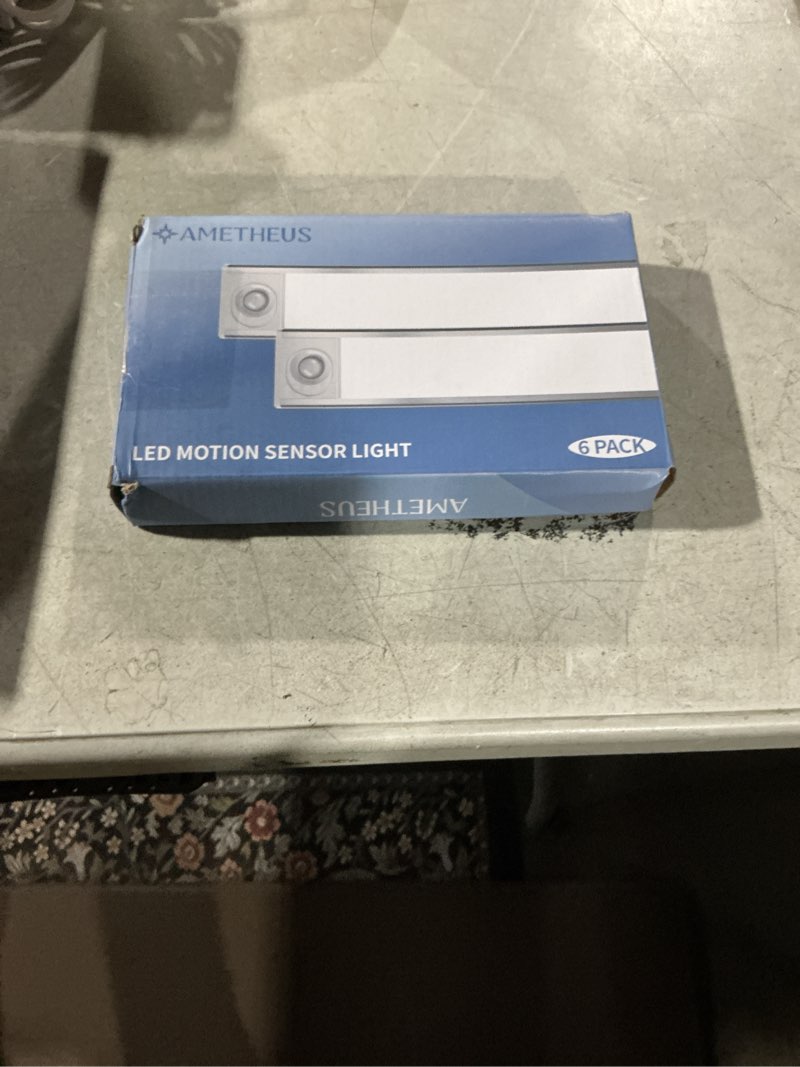 AMETHEUS
LED MOTION SENSOR LIGHT
6 PACK
AMETHEUS